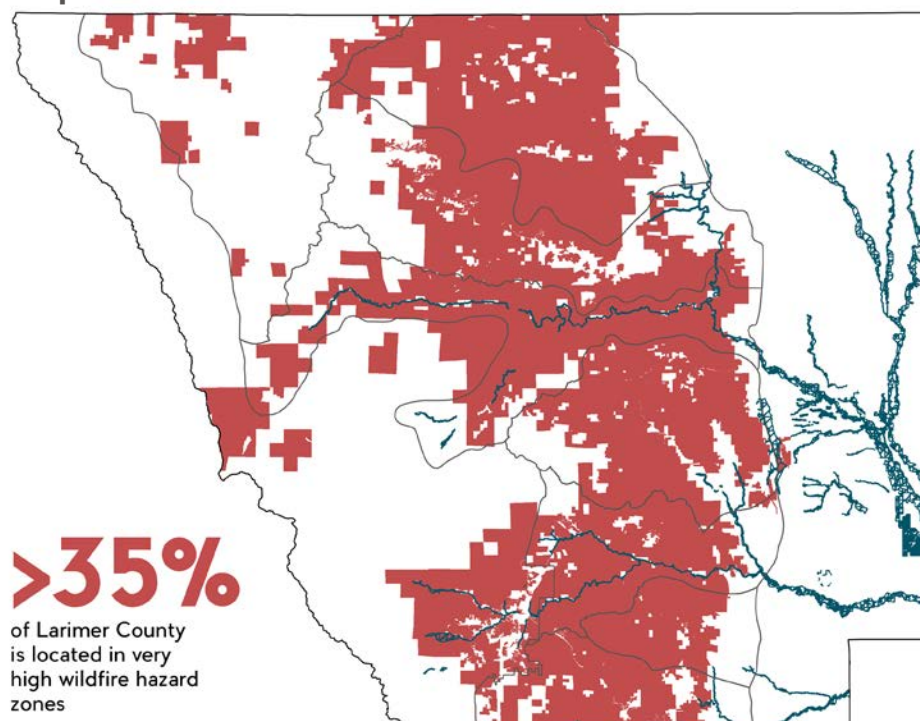 >35%
of Larimer County
is located in very
high wildfire hazard
zones